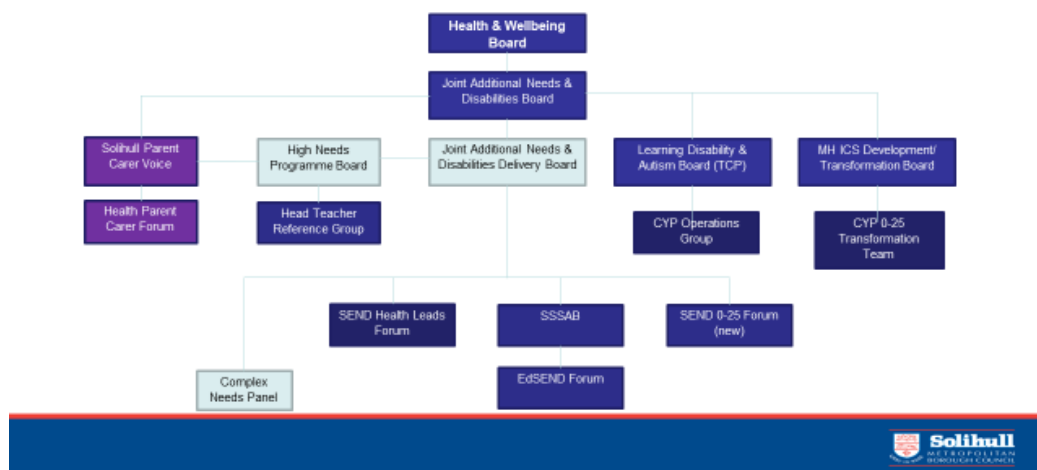 Health & Wellbeing
Board
Joint Additional Needs &
Disabilities Board
Solihull Parent
Carer Voice
High Needs
Programme Board
Joint Additional Needs &
Disabilities Delivery Board
Learning Disability &
Autism Board (TCP)
MH ICS Development/
Transformation Board
Health Parent
Carer Forum
Head Teacher
Reference Group
CYP Operations
Group
CYP 0-25
Transformation
Team
SEND Health Leads
Forum
SSSAB
SEND 0-25 Forum
(new)
Complex
Needs Panel
EdSEND Forum
Solihull
METROPOLITAN
BOROUGH COUNCIL